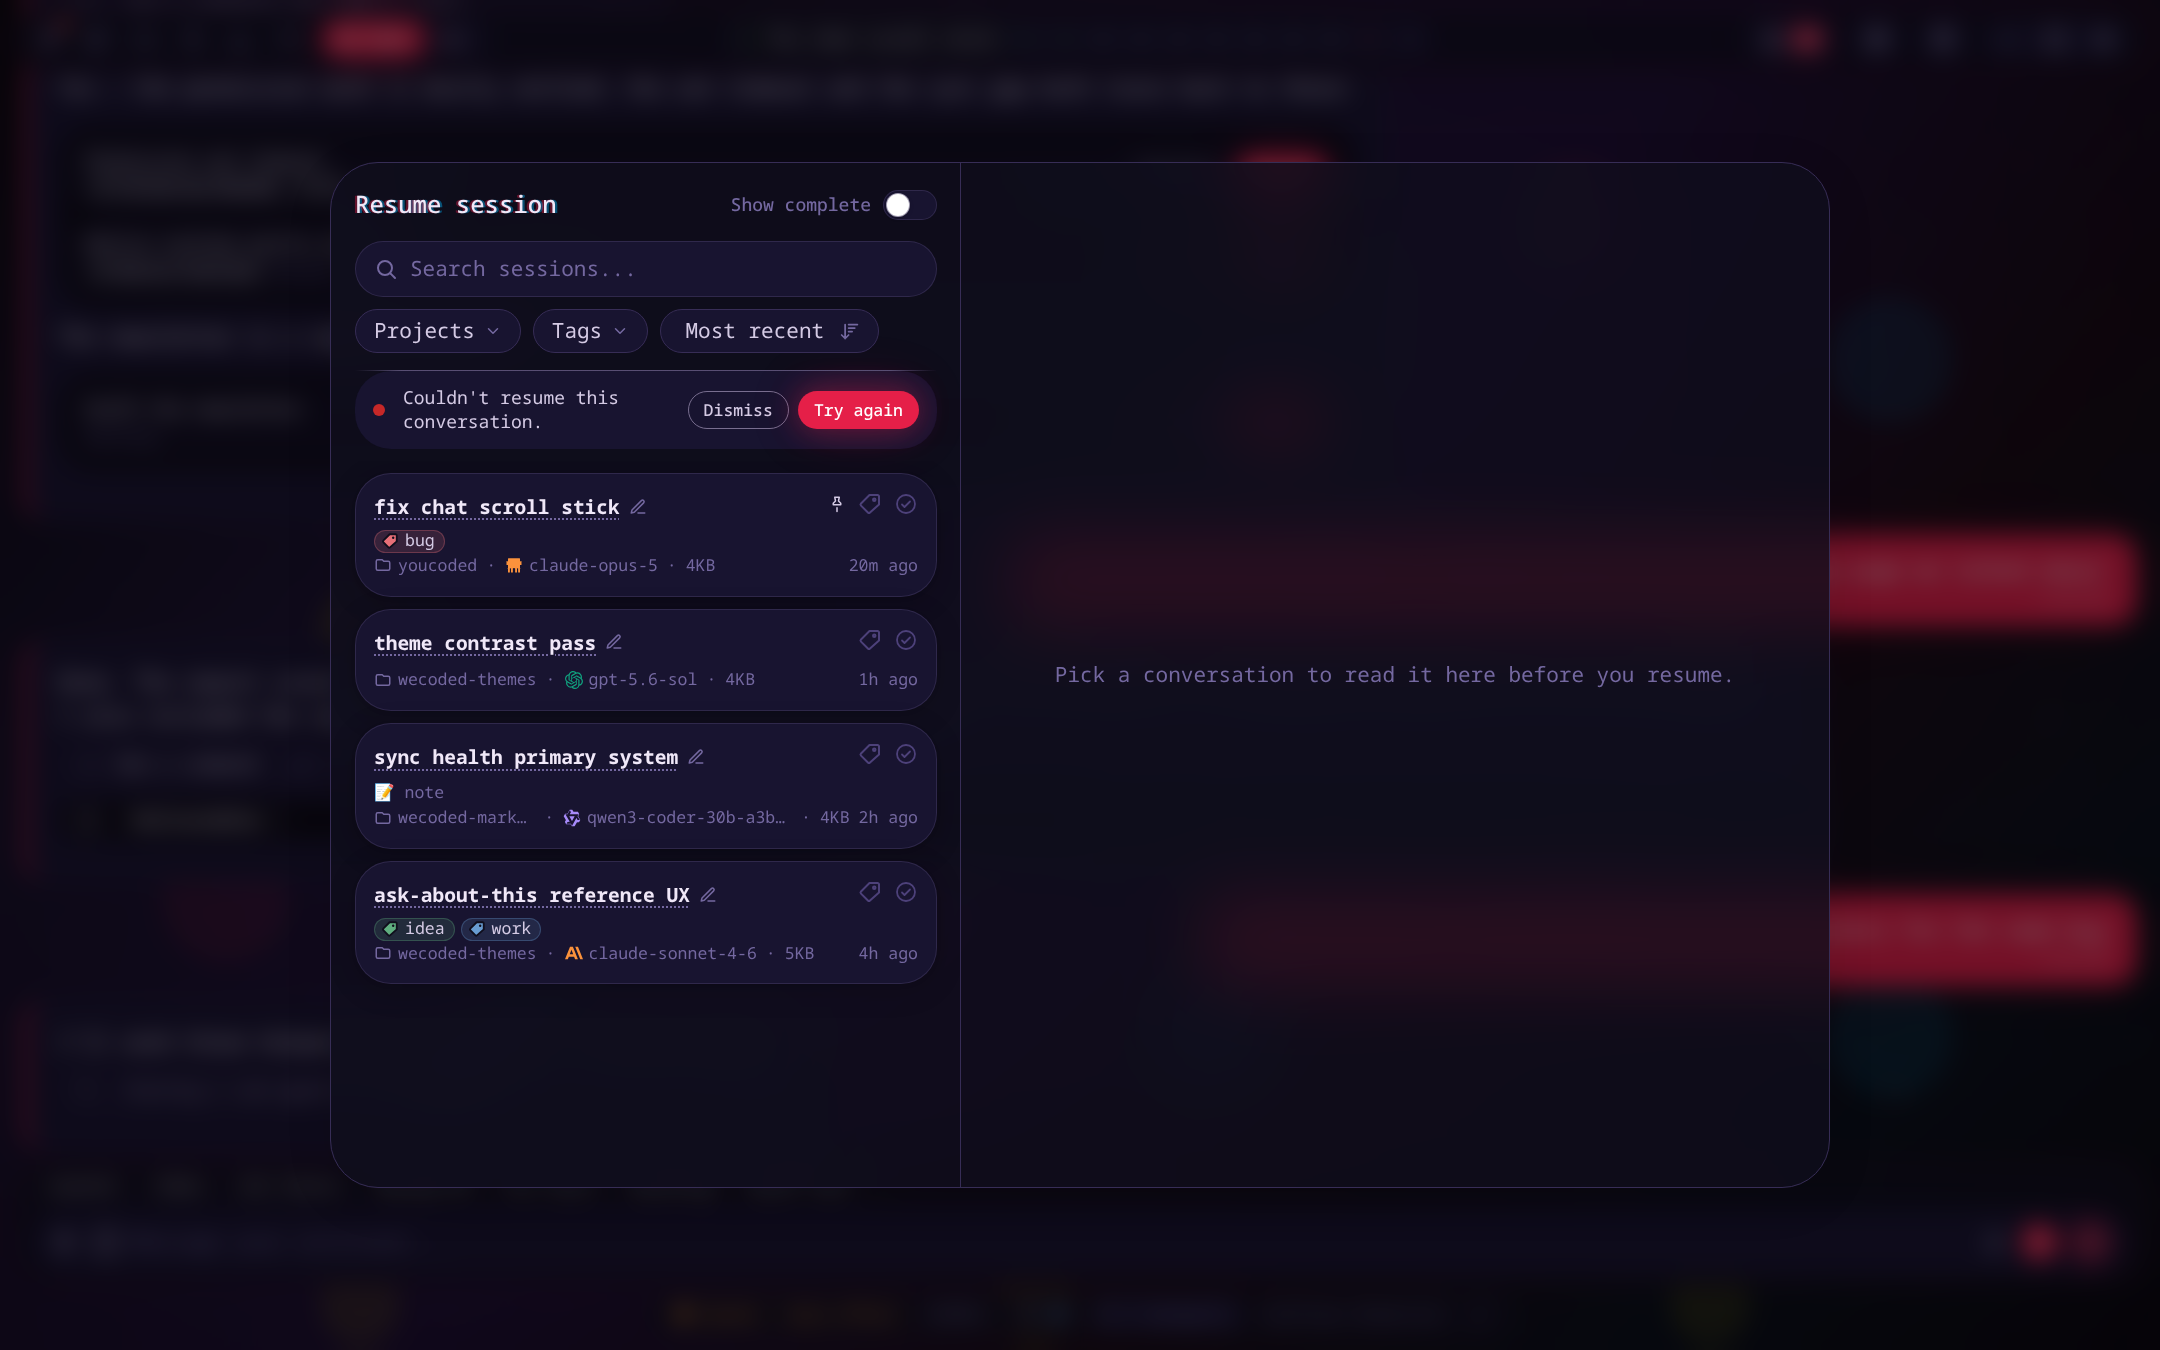 Resume session
Show complete
Search sessions...
Projects
Tags
Most recent
Couldn't resume this
conversation.
Dismiss
Try again
fix chat scroll stick
bug
youcoded · claude-opus-5 · 4KB
20m ago
theme contrast pass
wecoded-themes · gpt-5.6-sol · 4KB
1h ago
sync health primary system
📝 note
wecoded-mark… · qwen3-coder-30b-a3b… · 4KB 2h ago
ask-about-this reference UX
idea
work
wecoded-themes · claude-sonnet-4-6 · 5KB
4h ago
Pick a conversation to read it here before you resume.